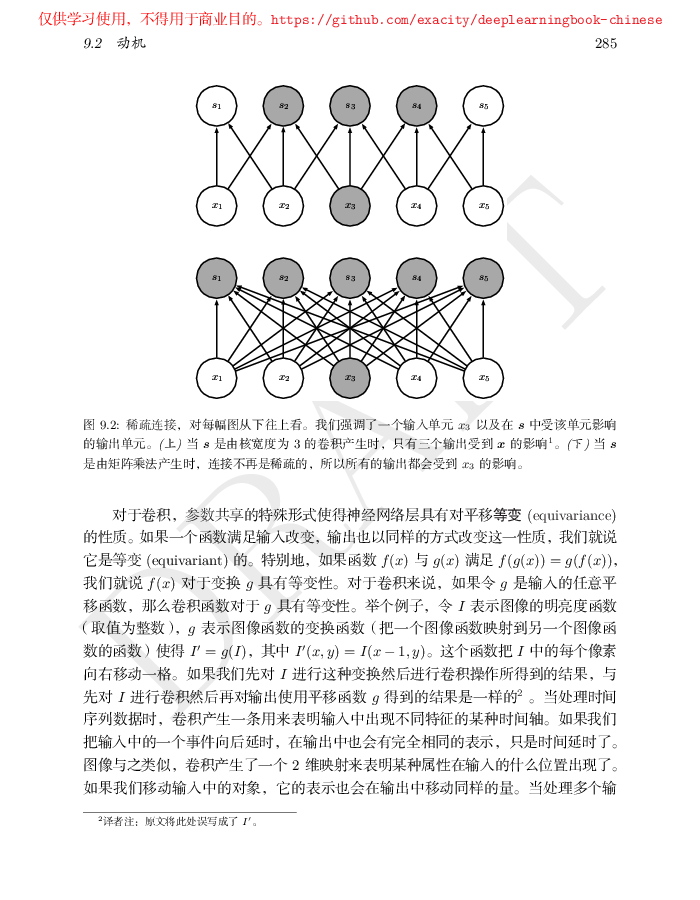 仅供学习使用，不得用于商业目的。https://github.com/exacity/deeplearningbook-chinese
9.2 动机 285
s1 s2 s3 s4 s5
x1 x2 x3 x4 x5
s1 s2 s3 s4 s5
x1 x2 x3 x4 x5
图 9.2: 稀疏连接，对每幅图从下往上看。我们强调了一个输入单元 x3 以及在 s 中受该单元影响
的输出单元。(上) 当 s 是由核宽度为 3 的卷积产生时，只有三个输出受到 x 的影响1。(下) 当 s
是由矩阵乘法产生时，连接不再是稀疏的，所以所有的输出都会受到 x3 的影响。
对于卷积，参数共享的特殊形式使得神经网络层具有对平移等变 (equivariance)
的性质。如果一个函数满足输入改变，输出也以同样的方式改变这一性质，我们就说
它是等变 (equivariant) 的。特别地，如果函数 f(x) 与 g(x) 满足 f(g(x)) = g(f(x))，
我们就说 f(x) 对于变换 g 具有等变性。对于卷积来说，如果令 g 是输入的任意平
移函数，那么卷积函数对于 g 具有等变性。举个例子，令 I 表示图像的明亮度函数
（取值为整数），g 表示图像函数的变换函数（把一个图像函数映射到另一个图像函
数的函数）使得 I′ = g(I)，其中 I′(x, y) = I(x − 1, y)。这个函数把 I 中的每个像素
向右移动一格。如果我们先对 I 进行这种变换然后进行卷积操作所得到的结果，与
先对 I 进行卷积然后再对输出使用平移函数 g 得到的结果是一样的2 。当处理时间
序列数据时，卷积产生一条用来表明输入中出现不同特征的某种时间轴。如果我们
把输入中的一个事件向后延时，在输出中也会有完全相同的表示，只是时间延时了。
图像与之类似，卷积产生了一个 2 维映射来表明某种属性在输入的什么位置出现了。
如果我们移动输入中的对象，它的表示也会在输出中移动同样的量。当处理多个输
2译者注：原文将此处误写成了 I′。
DRAFT